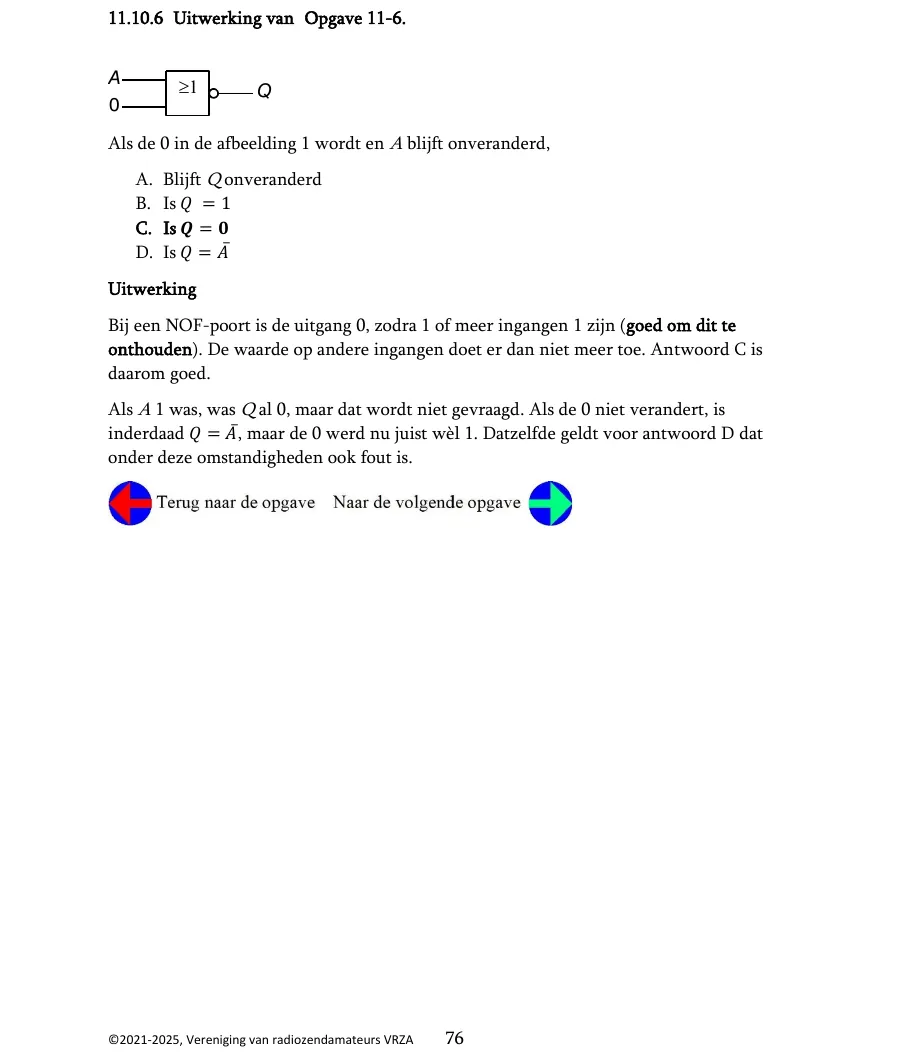 11.10.6 Uitwerking van Opgave 11-6.
A
≥1
Q
0
Als de 0 in de afbeelding 1 wordt en A blijft onveranderd,
A. Blijft Q onveranderd
B. Is Q = 1
C. Is Q = 0
D. Is Q = Ā
Uitwerking
Bij een NOF-poort is de uitgang 0, zodra 1 of meer ingangen 1 zijn (goed om dit te
onthouden). De waarde op andere ingangen doet er dan niet meer toe. Antwoord C is
daarom goed.
Als A 1 was, was Q al 0, maar dat wordt niet gevraagd. Als de 0 niet verandert, is
inderdaad Q = Ā, maar de 0 werd nu juist wèl 1. Datzelfde geldt voor antwoord D dat
onder deze omstandigheden ook fout is.
Terug naar de opgave Naar de volgende opgave
©2021-2025, Vereniging van radiozendamateurs VRZA 76